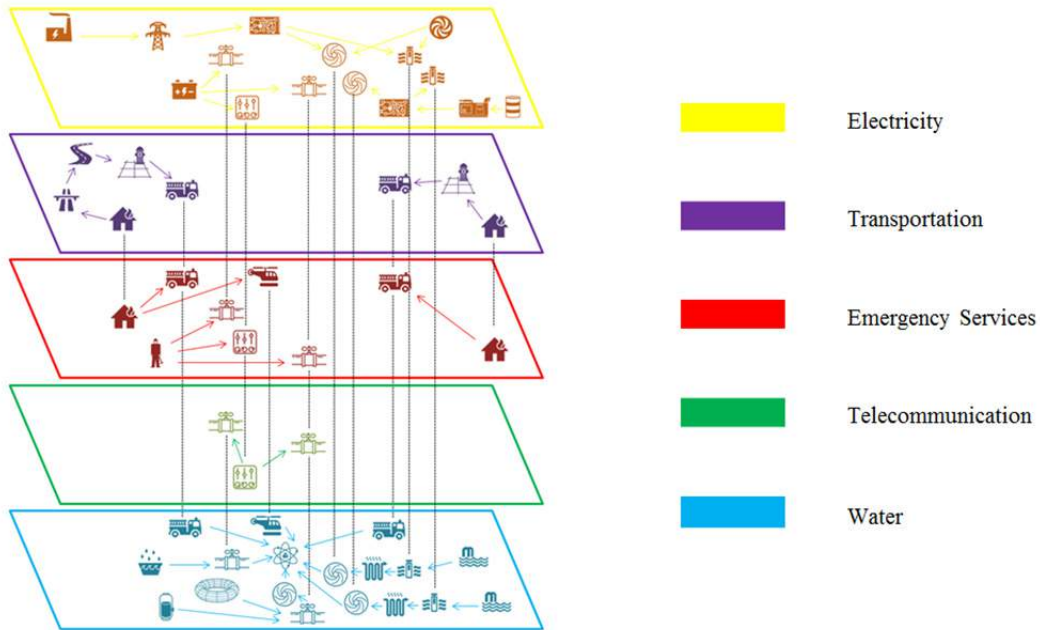 Electricity
Transportation
Emergency Services
Telecommunication
Water